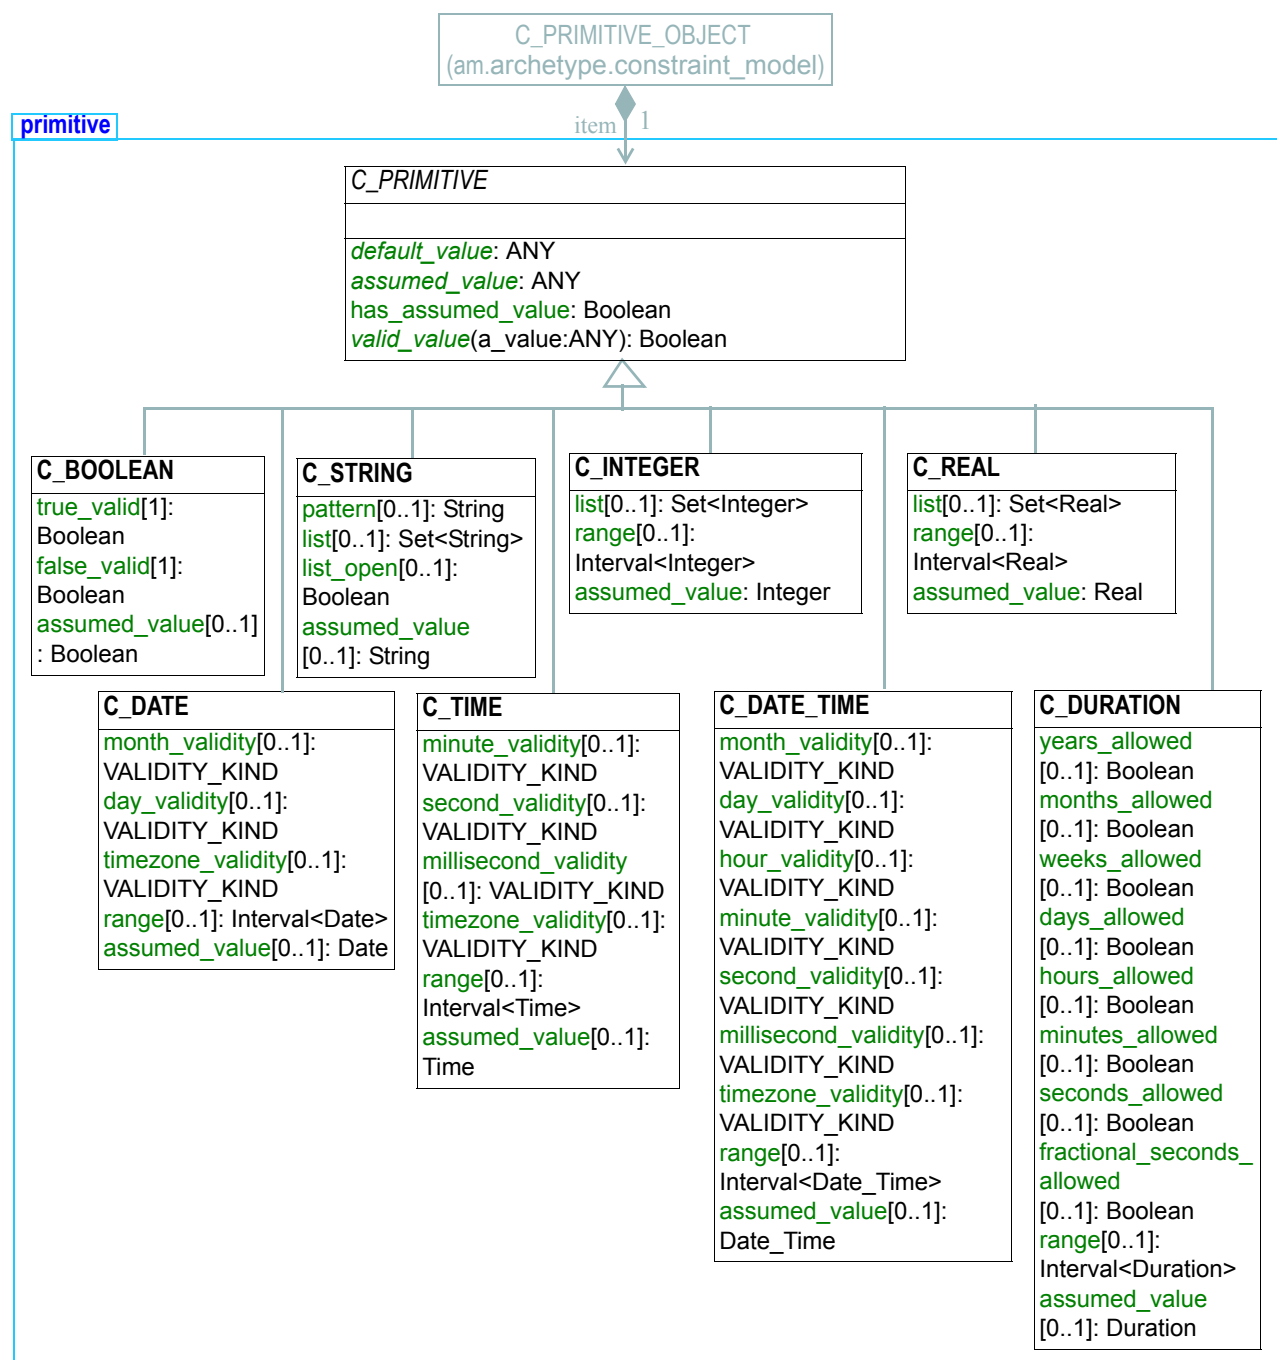 C_PRIMITIVE_OBJECT
(am.archetype.constraint_model)
item 1
primitive
C_PRIMITIVE
default_value: ANY
assumed_value: ANY
has_assumed_value: Boolean
valid_value(a_value:ANY): Boolean
C_BOOLEAN
true_valid[1]:
Boolean
false_valid[1]:
Boolean
assumed_value[0..1]
: Boolean
C_STRING
pattern[0..1]: String
list[0..1]: Set<String>
list_open[0..1]:
Boolean
assumed_value
[0..1]: String
C_INTEGER
list[0..1]: Set<Integer>
range[0..1]:
Interval<Integer>
assumed_value: Integer
C_REAL
list[0..1]: Set<Real>
range[0..1]:
Interval<Real>
assumed_value: Real
C_DATE
month_validity[0..1]:
VALIDITY_KIND
day_validity[0..1]:
VALIDITY_KIND
timezone_validity[0..1]:
VALIDITY_KIND
range[0..1]: Interval<Date>
assumed_value[0..1]: Date
C_TIME
minute_validity[0..1]:
VALIDITY_KIND
second_validity[0..1]:
VALIDITY_KIND
millisecond_validity
[0..1]: VALIDITY_KIND
timezone_validity[0..1]:
VALIDITY_KIND
range[0..1]:
Interval<Time>
assumed_value[0..1]:
Time
C_DATE_TIME
month_validity[0..1]:
VALIDITY_KIND
day_validity[0..1]:
VALIDITY_KIND
hour_validity[0..1]:
VALIDITY_KIND
minute_validity[0..1]:
VALIDITY_KIND
second_validity[0..1]:
VALIDITY_KIND
millisecond_validity[0..1]:
VALIDITY_KIND
timezone_validity[0..1]:
VALIDITY_KIND
range[0..1]:
Interval<Date_Time>
assumed_value[0..1]:
Date_Time
C_DURATION
years_allowed
[0..1]: Boolean
months_allowed
[0..1]: Boolean
weeks_allowed
[0..1]: Boolean
days_allowed
[0..1]: Boolean
hours_allowed
[0..1]: Boolean
minutes_allowed
[0..1]: Boolean
seconds_allowed
[0..1]: Boolean
fractional_seconds_
allowed
[0..1]: Boolean
range[0..1]:
Interval<Duration>
assumed_value
[0..1]: Duration